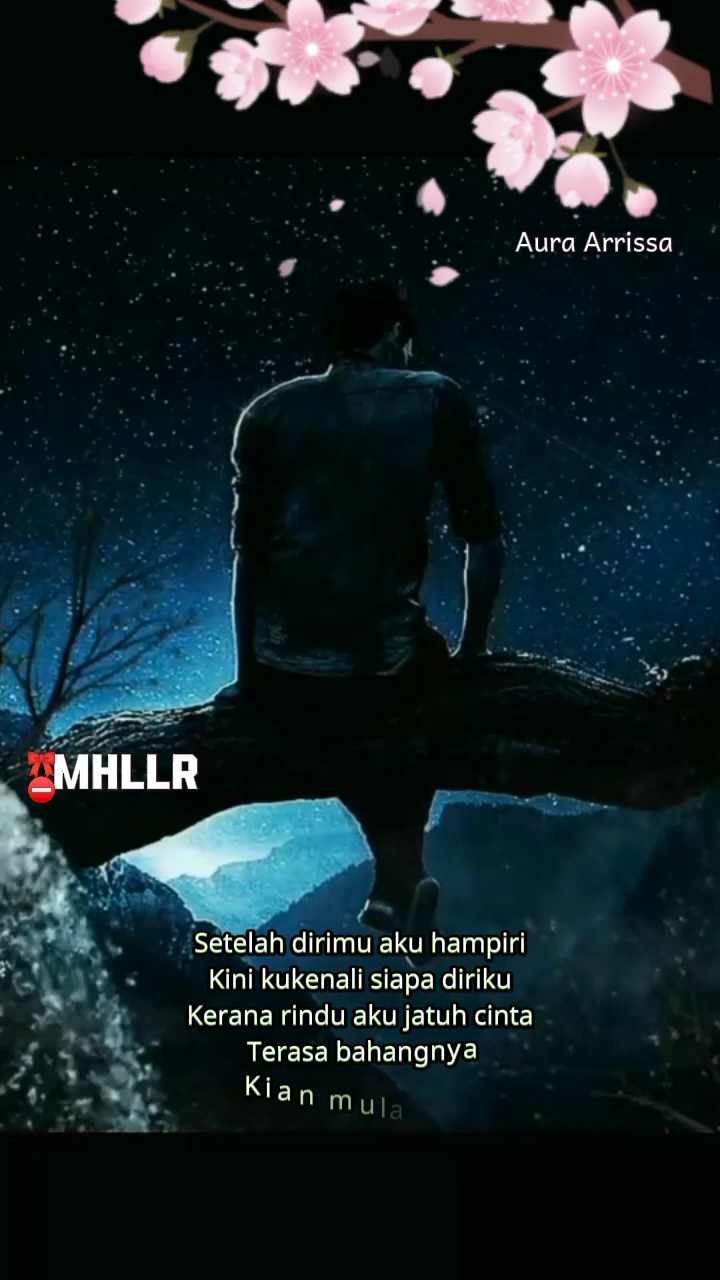 Aura Arrissa
MHLLR
Setelah dirimu aku hampiri
Kini kukenali siapa diriku
Kerana rindu aku jatuh cinta
Terasa bahangnya
Kian mula